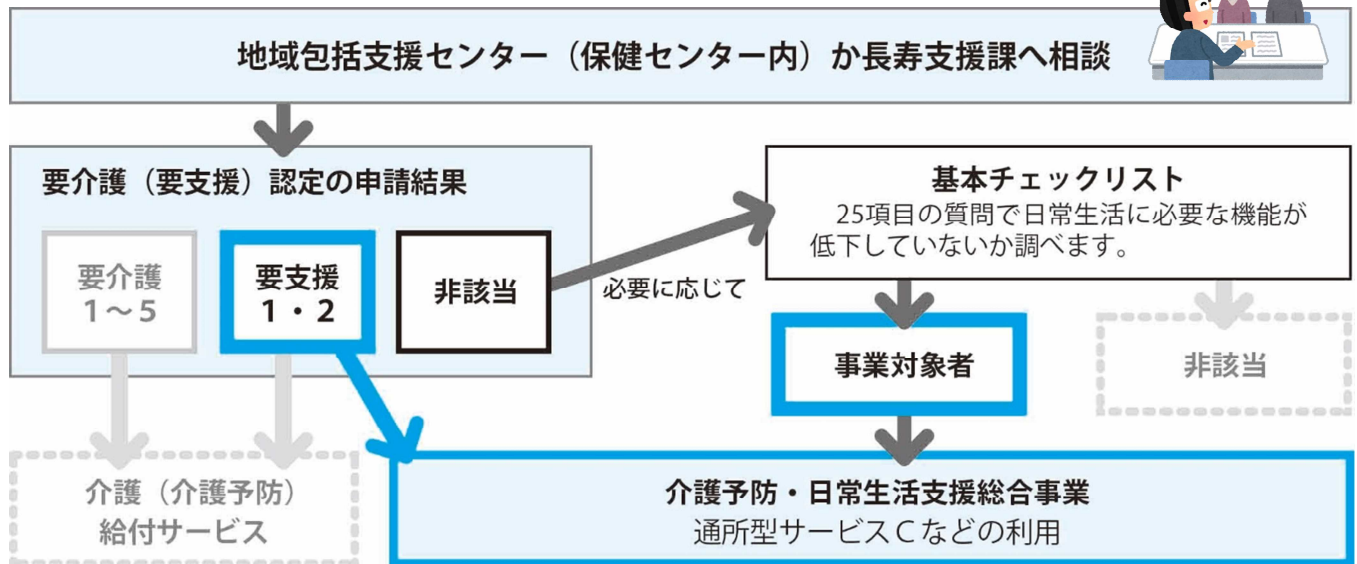 地域包括支援センター（保健センター内）か長寿支援課へ相談
要介護（要支援）認定の申請結果
要介護
1～5
要支援
1・2
非該当
必要に応じて
基本チェックリスト
25項目の質問で日常生活に必要な機能が
低下していないか調べます。
事業対象者
非該当
介護（介護予防）
給付サービス
介護予防・日常生活支援総合事業
通所型サービスCなどの利用